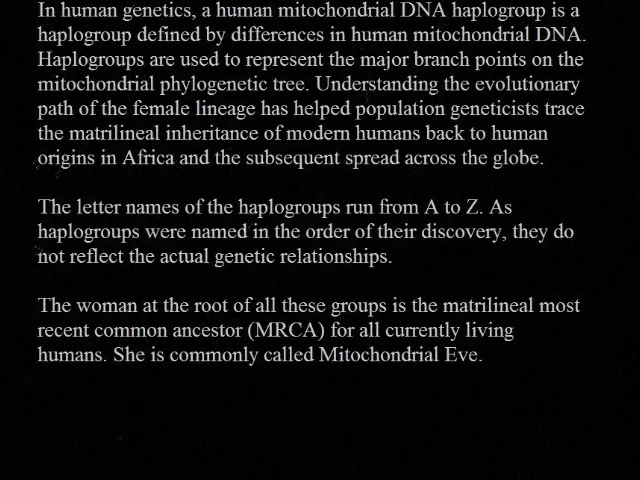 In human genetics, a human mitochondrial DNA haplogroup is a
haplogroup defined by differences in human mitochondrial DNA.
Haplogroups are used to represent the major branch points on the
mitochondrial phylogenetic tree. Understanding the evolutionary
path of the female lineage has helped population geneticists trace
the matrilineal inheritance of modern humans back to human
origins in Africa and the subsequent spread across the globe.
The letter names of the haplogroups run from A to Z. As
haplogroups were named in the order of their discovery, they do
not reflect the actual genetic relationships.
The woman at the root of all these groups is the matrilineal most
recent common ancestor (MRCA) for all currently living
humans. She is commonly called Mitochondrial Eve.